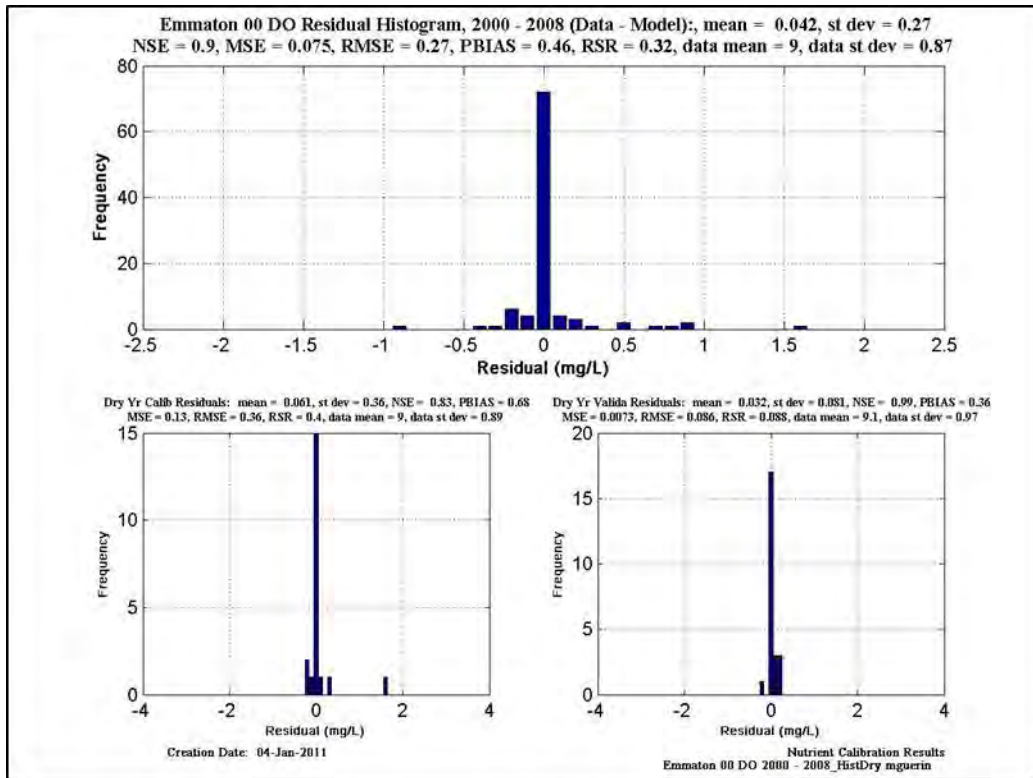 Emmaton 00 DO Residual Histogram, 2000 - 2008 (Data - Model):, mean = 0.042, st dev = 0.27
NSE = 0.9, MSE = 0.075, RMSE = 0.27, PBIAS = 0.46, RSR = 0.32, data mean = 9, data st dev = 0.87
80
60
40
20
0
Frequency
-2.5 -2 -1.5 -1 -0.5 0 0.5 1 1.5 2 2.5
Residual (mg/L)
Dry Yr Calib Residuals: mean = 0.061, st dev = 0.36, NSE = 0.83, PBIAS = 0.68
MSE = 0.13, RMSE = 0.36, RSR = 0.4, data mean = 9, data st dev = 0.89
15
10
5
0
Frequency
-4 -2 0 2 4
Residual (mg/L)
Dry Yr Valida Residuals: mean = 0.032, st dev = 0.081, NSE = 0.99, PBIAS = 0.36
MSE = 0.0073, RMSE = 0.086, RSR = 0.088, data mean = 9.1, data st dev = 0.97
20
15
10
5
0
Frequency
-4 -2 0 2 4
Residual (mg/L)
Creation Date: 04-Jan-2011
Nutrient Calibration Results
Emmaton 00 DO 2000 - 2008_HistDry mguerin